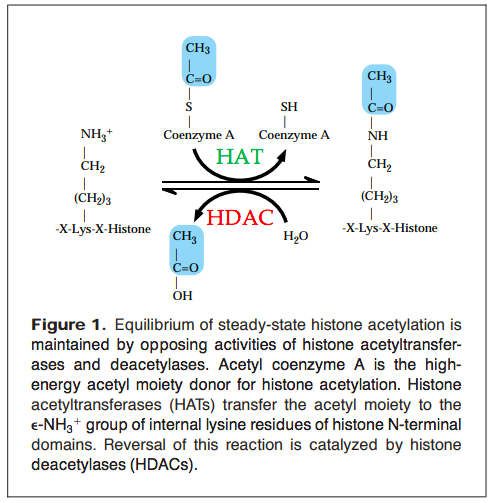 CH3
C=O
S
Coenzyme A
SH
Coenzyme A
CH3
C=O
NH
CH2
(CH2)3
-X-Lys-X-Histone
NH3+
CH2
(CH2)3
-X-Lys-X-Histone
HAT
HDAC
CH3
C=O
OH
H2O
Figure 1. Equilibrium of steady-state histone acetylation is
maintained by opposing activities of histone acetyltransfer-
ases and deacetylases. Acetyl coenzyme A is the high-
energy acetyl moiety donor for histone acetylation. Histone
acetyltransferases (HATs) transfer the acetyl moiety to the
ϵ-NH3+ group of internal lysine residues of histone N-terminal
domains. Reversal of this reaction is catalyzed by histone
deacetylases (HDACs).